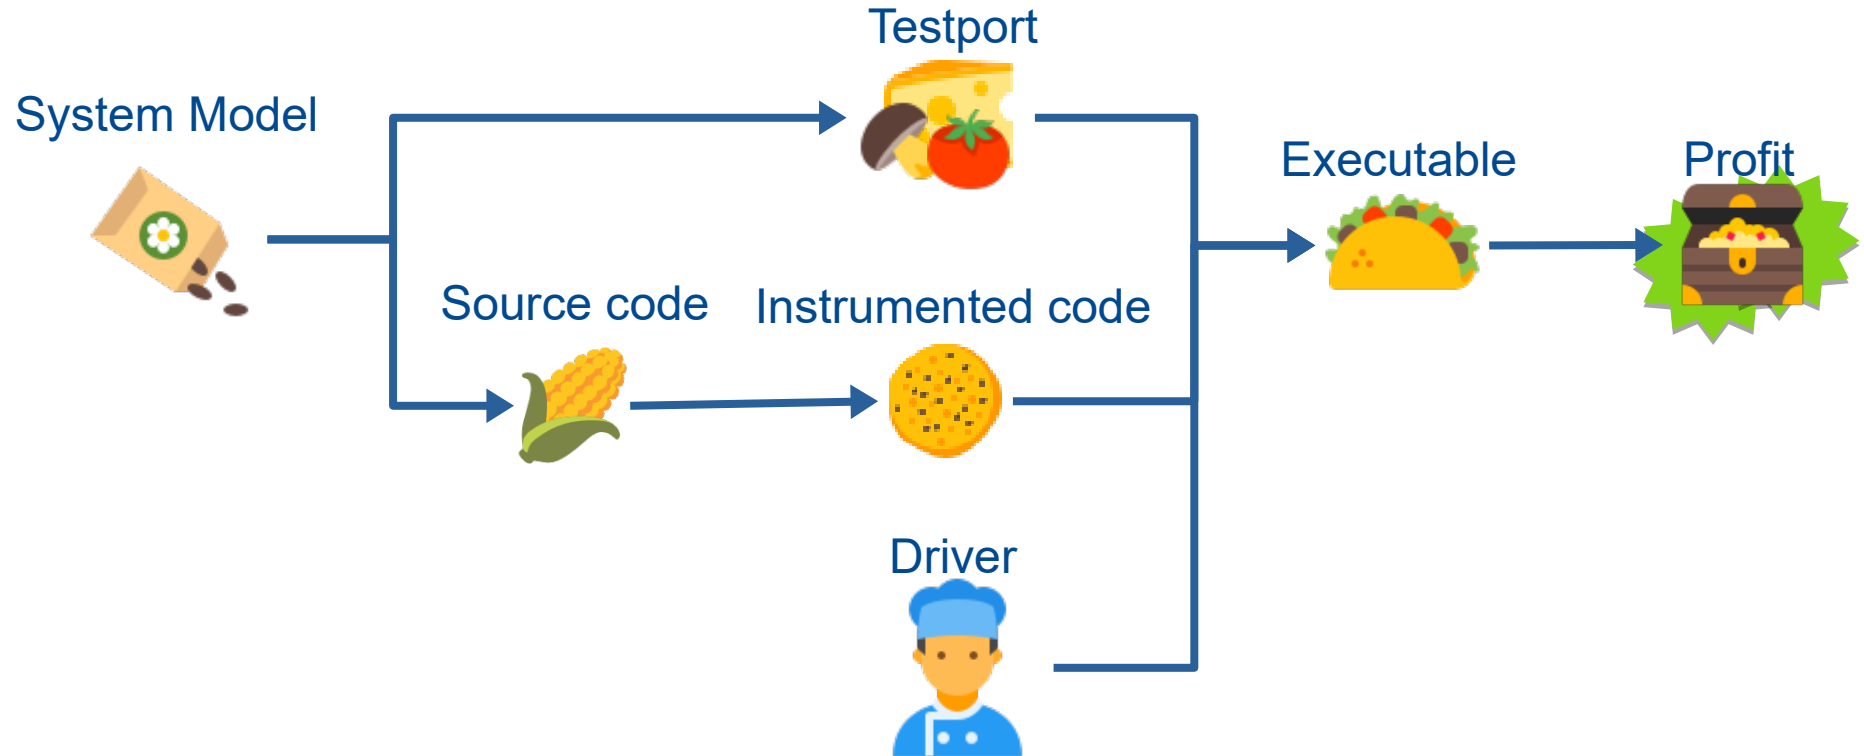 Testport
System Model
Executable
Profit
Source code
Instrumented code
Driver